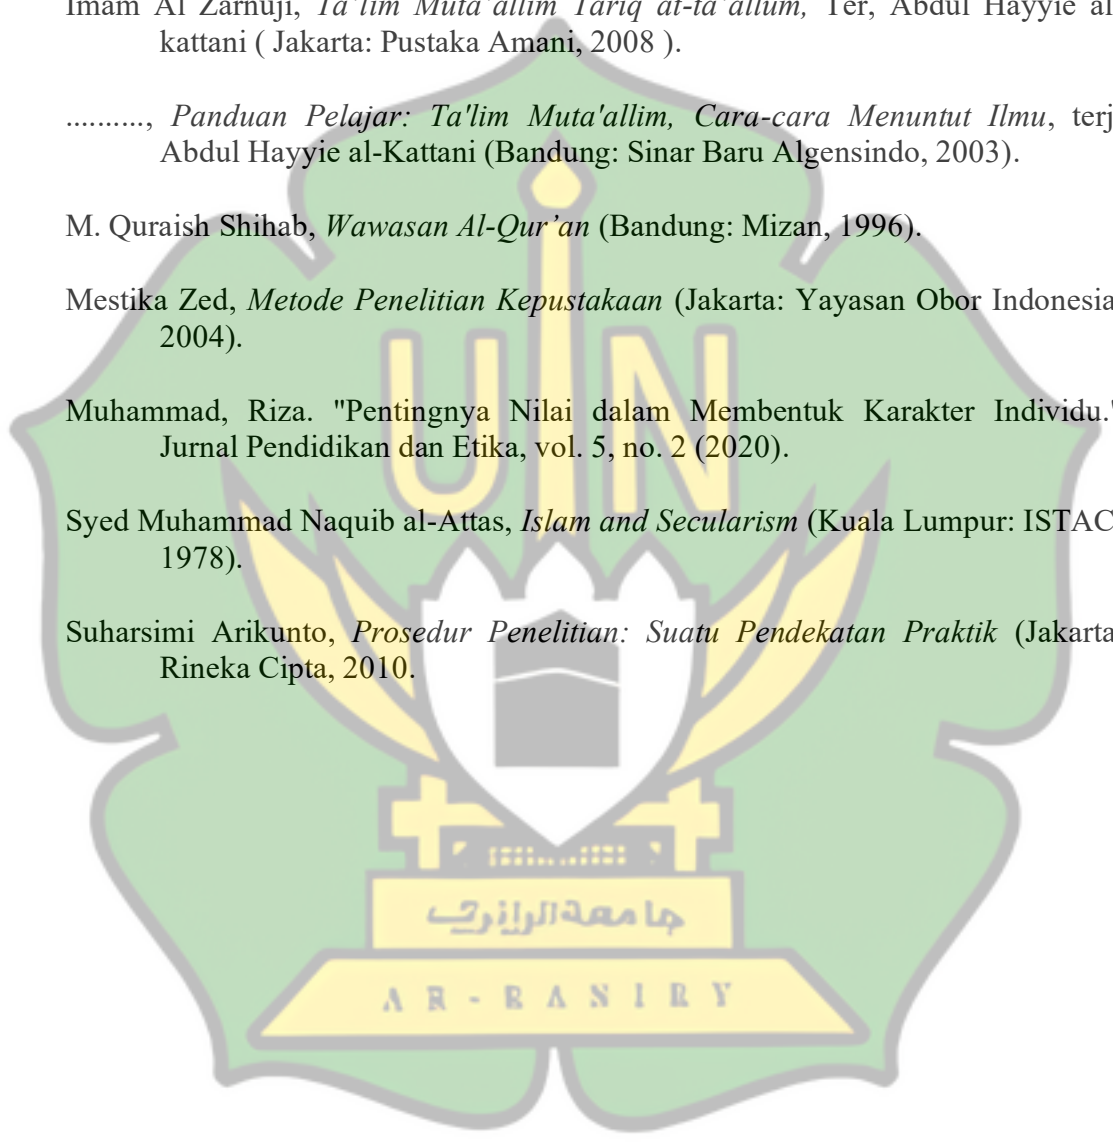 Imam Al Zarnuji, Ta'lim Muta'allim Tariq at-ta'allum, Ter, Abdul Hayyie al
kattani ( Jakarta: Pustaka Amani, 2008 ).
.........., Panduan Pelajar: Ta'lim Muta'allim, Cara-cara Menuntut Ilmu, terj
Abdul Hayyie al-Kattani (Bandung: Sinar Baru Algensindo, 2003).
M. Quraish Shihab, Wawasan Al-Qur’an (Bandung: Mizan, 1996).
Mestika Zed, Metode Penelitian Kepustakaan (Jakarta: Yayasan Obor Indonesia
2004).
Muhammad, Riza. "Pentingnya Nilai dalam Membentuk Karakter Individu."
Jurnal Pendidikan dan Etika, vol. 5, no. 2 (2020).
Syed Muhammad Naquib al-Attas, Islam and Secularism (Kuala Lumpur: ISTAC
1978).
Suharsimi Arikunto, Prosedur Penelitian: Suatu Pendekatan Praktik (Jakarta
Rineka Cipta, 2010.
UIN
جامعة الرانري
AR-RANIRY